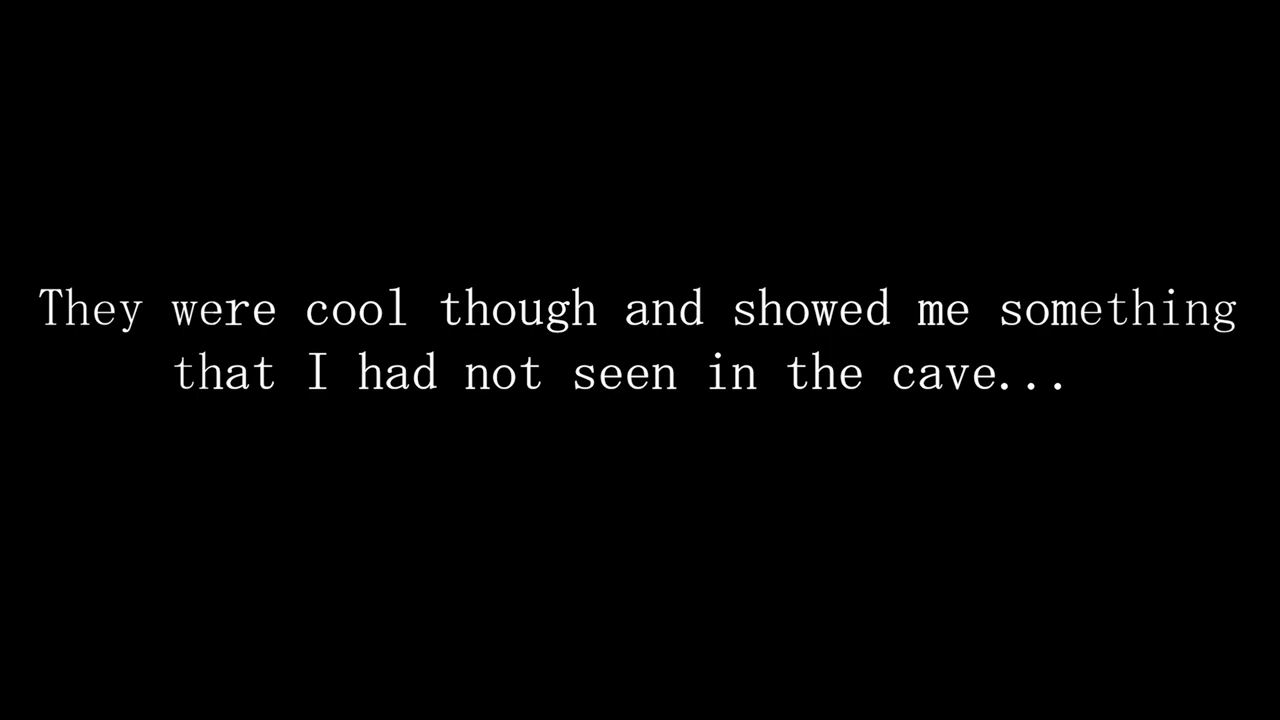 They were cool though and showed me something
that I had not seen in the cave...